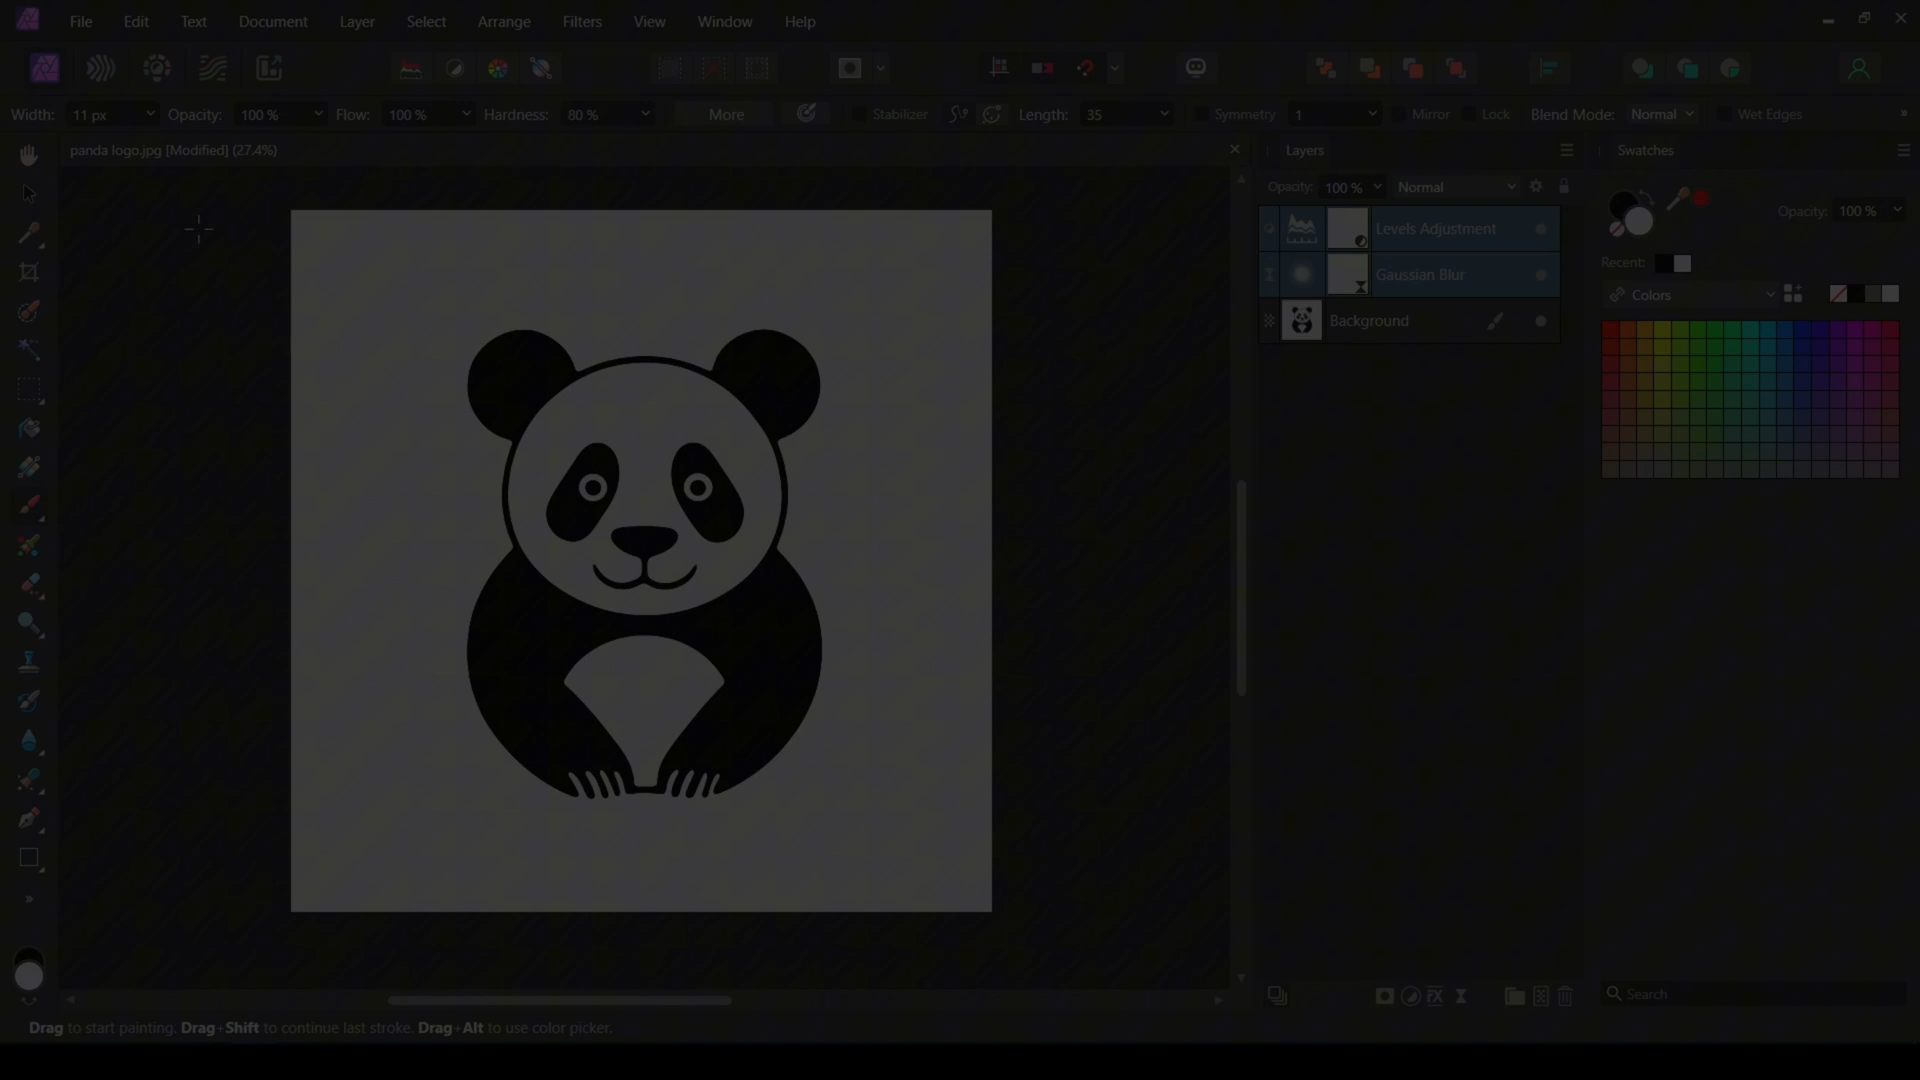 File Edit Text Document Layer Select Arrange Filters View Window Help
Width: 11 px Opacity: 100 % Flow: 100 % Hardness: 80 % More Stabilizer Length: 35 Symmetry 1 Mirror Lock Blend Mode: Normal Wet Edges »
panda logo.jpg [Modified] (27.4%)
Layers
Opacity: 100 % Normal
Levels Adjustment
Gaussian Blur
Background
Swatches
Opacity: 100 %
Recent:
Colors
Search
Drag to start painting. Drag+Shift to continue last stroke. Drag+Alt to use color picker.